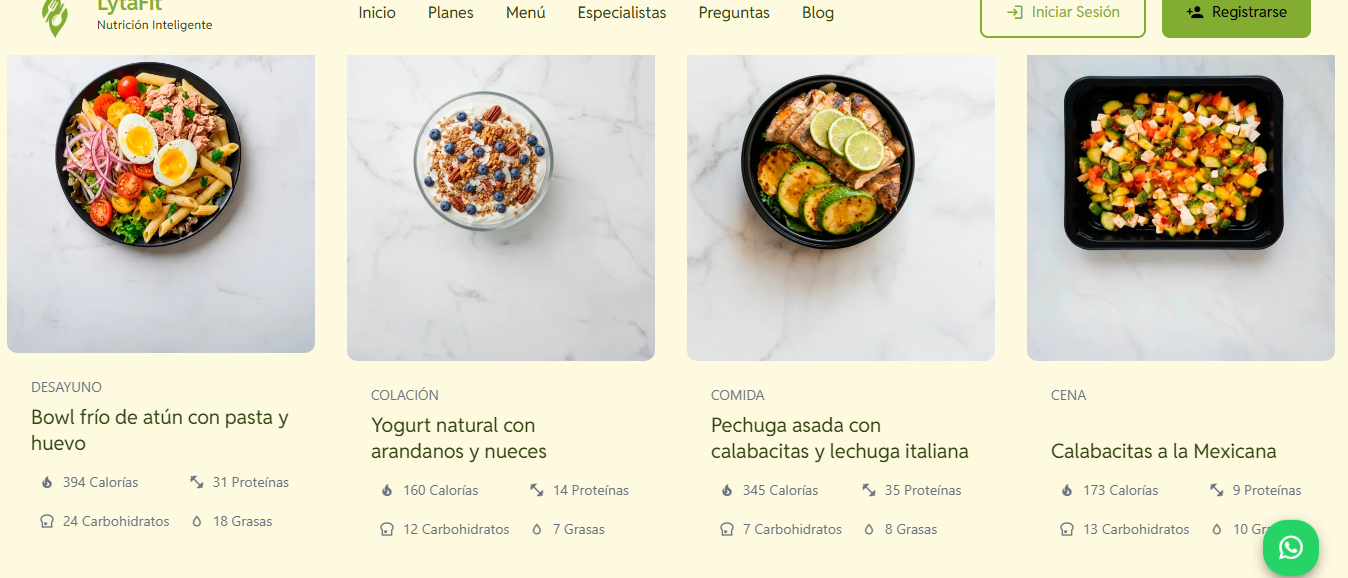 LytaFit
Nutrición Inteligente
Inicio
Planes
Menú
Especialistas
Preguntas
Blog
Iniciar Sesión
Registrarse
DESAYUNO
Bowl frío de atún con pasta y
huevo
394 Calorías
31 Proteínas
24 Carbohidratos
18 Grasas
COLACIÓN
Yogurt natural con
arandanos y nueces
160 Calorías
14 Proteínas
12 Carbohidratos
7 Grasas
COMIDA
Pechuga asada con
calabacitas y lechuga italiana
345 Calorías
35 Proteínas
7 Carbohidratos
8 Grasas
CENA
Calabacitas a la Mexicana
173 Calorías
9 Proteínas
13 Carbohidratos
10